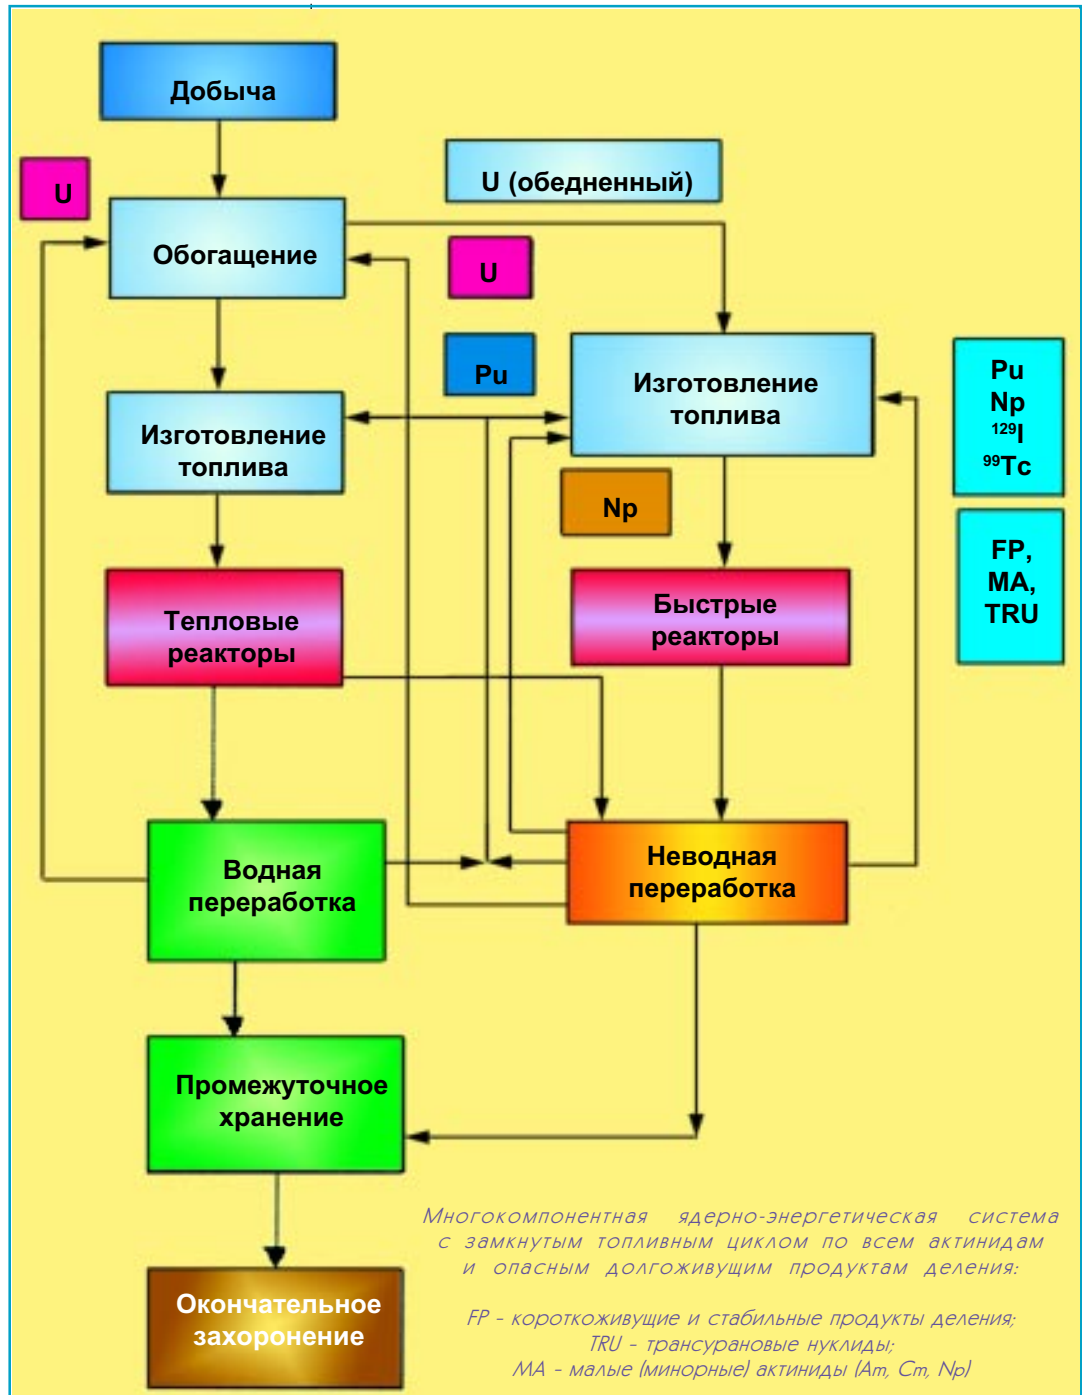 Добыча
U
U (обедненный)
Обогащение
U
Pu
Изготовление
топлива
Pu
Np
¹²⁹I
⁹⁹Tc
Изготовление
топлива
Np
FP,
MA,
TRU
Тепловые
реакторы
Быстрые
реакторы
Водная
переработка
Неводная
переработка
Промежуточное
хранение
Окончательное
захоронение
Многокомпонентная ядерно-энергетическая система
с замкнутым топливным циклом по всем актинидам
и опасным долгоживущим продуктам деления:
FP - короткоживущие и стабильные продукты деления;
TRU - трансурановые нуклиды;
MA - малые (минорные) актиниды (Am, Cm, Np)